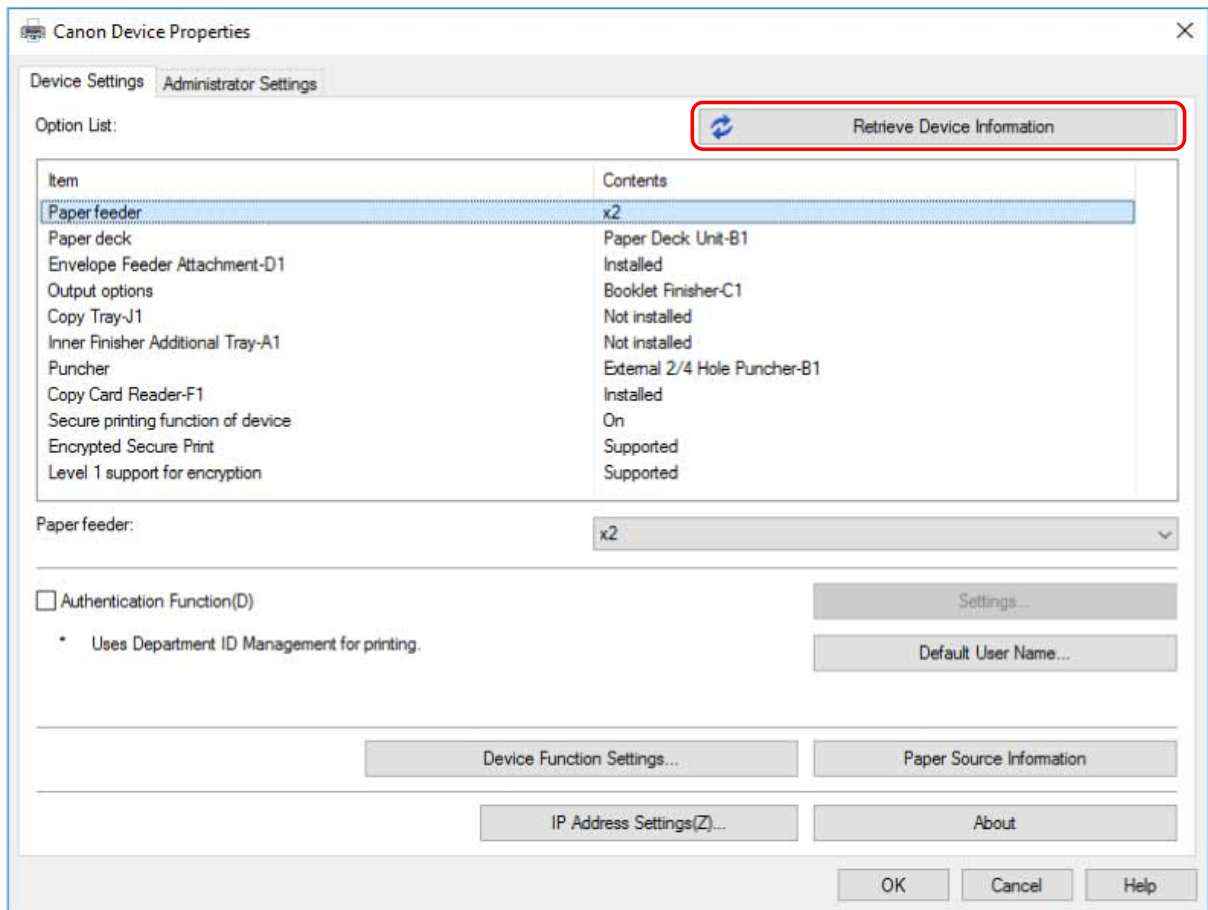 Canon Device Properties
Device Settings Administrator Settings
Option List: Retrieve Device Information
Item Contents
Paper feeder x2
Paper deck Paper Deck Unit-B1
Envelope Feeder Attachment-D1 Installed
Output options Booklet Finisher-C1
Copy Tray-J1 Not installed
Inner Finisher Additional Tray-A1 Not installed
Puncher External 2/4 Hole Puncher-B1
Copy Card Reader-F1 Installed
Secure printing function of device On
Encrypted Secure Print Supported
Level 1 support for encryption Supported
Paper feeder: x2
Authentication Function(D) Settings...
* Uses Department ID Management for printing.
Default User Name...
Device Function Settings... Paper Source Information
IP Address Settings(Z)... About
OK Cancel Help